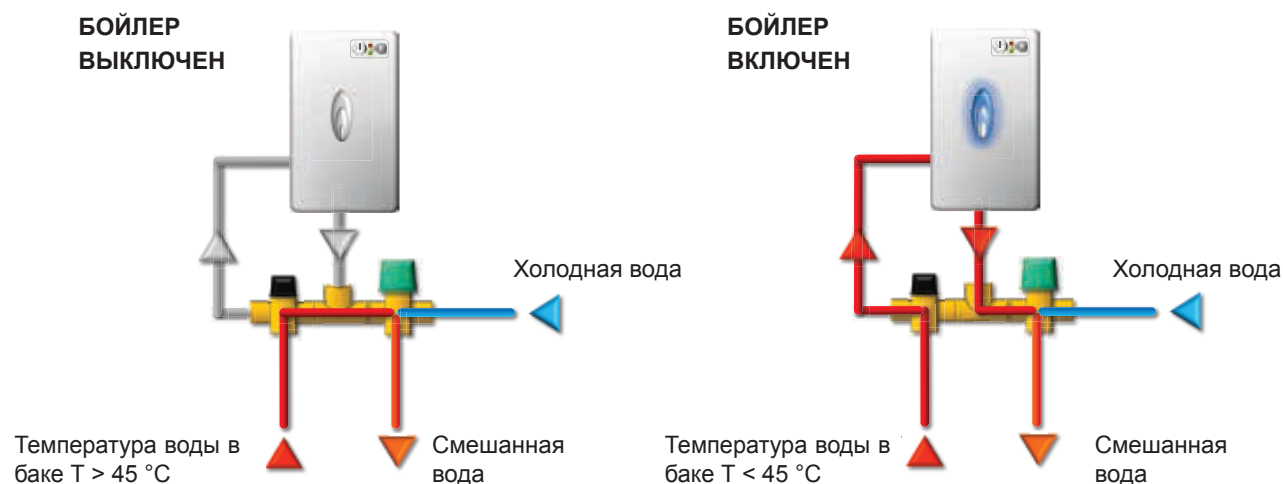 БОЙЛЕР
ВЫКЛЮЧЕН
Холодная вода
Температура воды в
баке T > 45 °C
Смешанная
вода
БОЙЛЕР
ВКЛЮЧЕН
Холодная вода
Температура воды в
баке T < 45 °C
Смешанная
вода